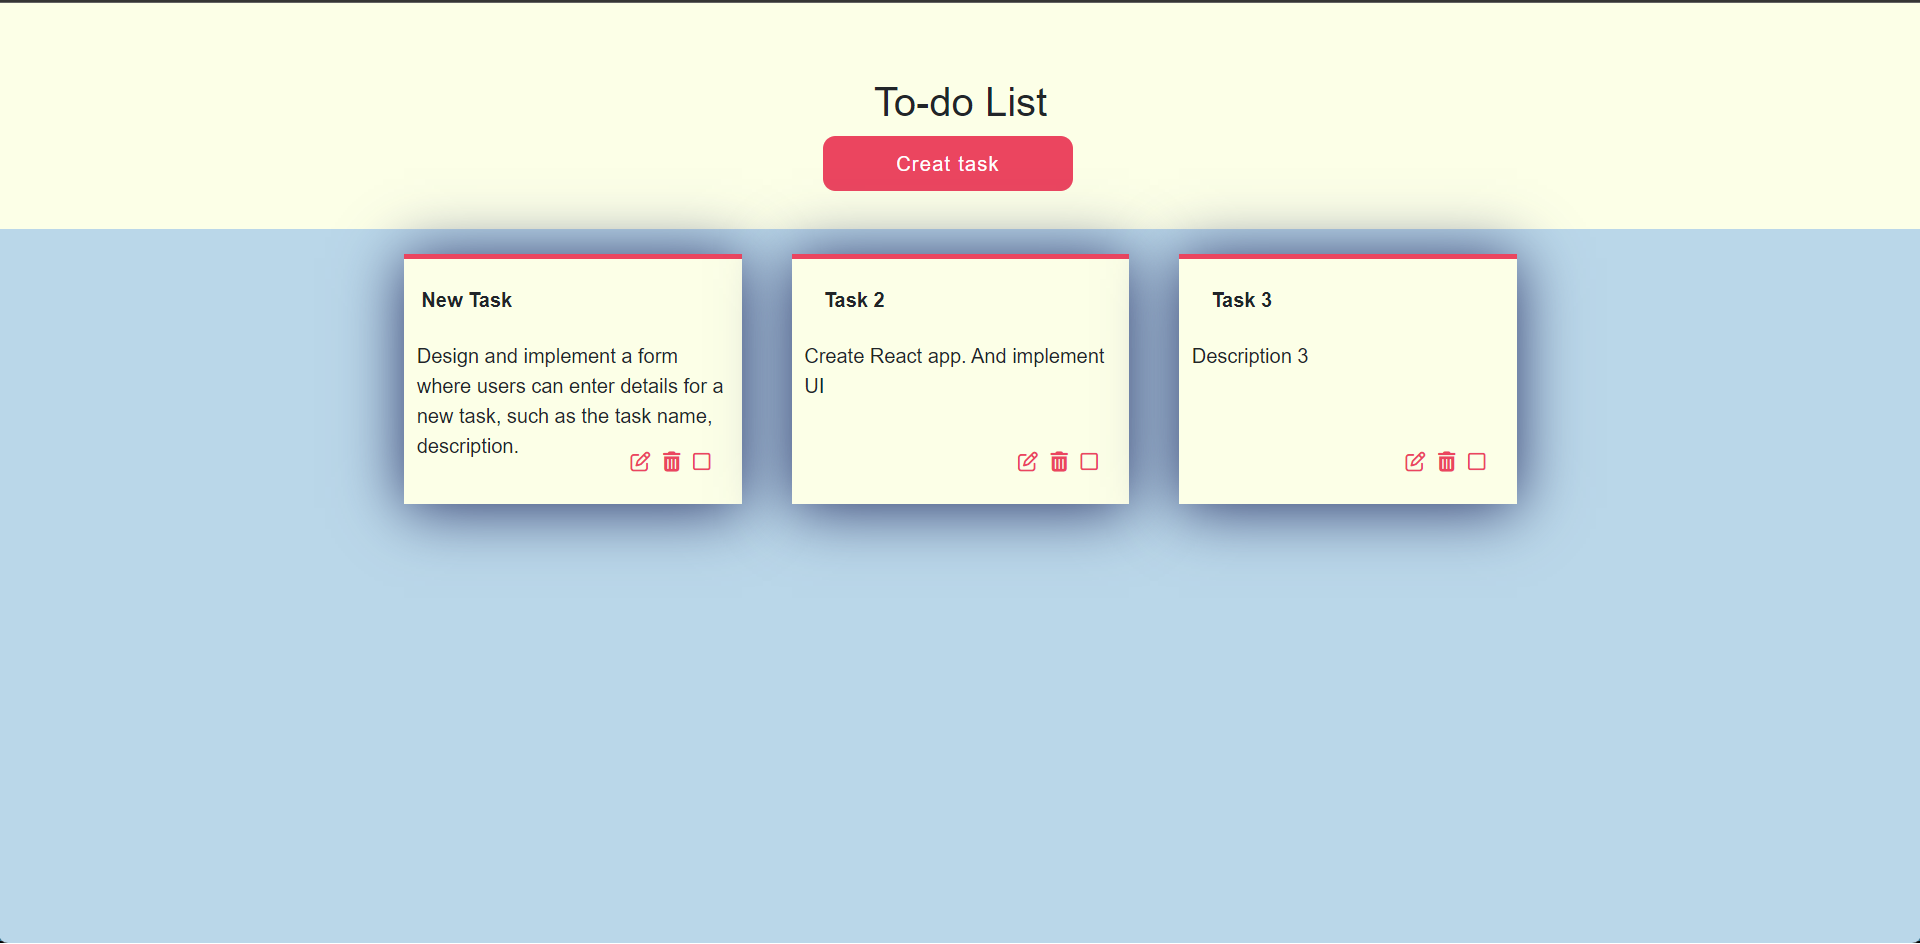 To-do List
Creat task
New Task
Design and implement a form
where users can enter details for a
new task, such as the task name,
description.
Task 2
Create React app. And implement
UI
Task 3
Description 3